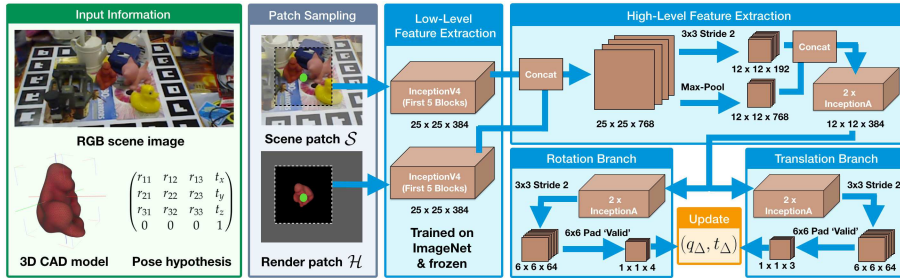 Input Information
RGB scene image
3D CAD model
r11 r12 r13 tx
r21 r22 r23 ty
r31 r32 r33 tz
0 0 0 1
Pose hypothesis
Patch Sampling
Scene patch S
Render patch H
Low-Level
Feature Extraction
InceptionV4
(First 5 Blocks)
25 x 25 x 384
InceptionV4
(First 5 Blocks)
25 x 25 x 384
Trained on
ImageNet
& frozen
High-Level Feature Extraction
Concat
25 x 25 x 768
3x3 Stride 2
12 x 12 x 192
Max-Pool
12 x 12 x 768
Concat
2 x
InceptionA
12 x 12 x 384
Rotation Branch
3x3 Stride 2
2 x
InceptionA
6x6 Pad ‘Valid’
6 x 6 x 64
1 x 1 x 4
Update
(qΔ, tΔ)
Translation Branch
2 x
InceptionA
3x3 Stride 2
6x6 Pad ‘Valid’
1 x 1 x 3
6 x 6 x 64